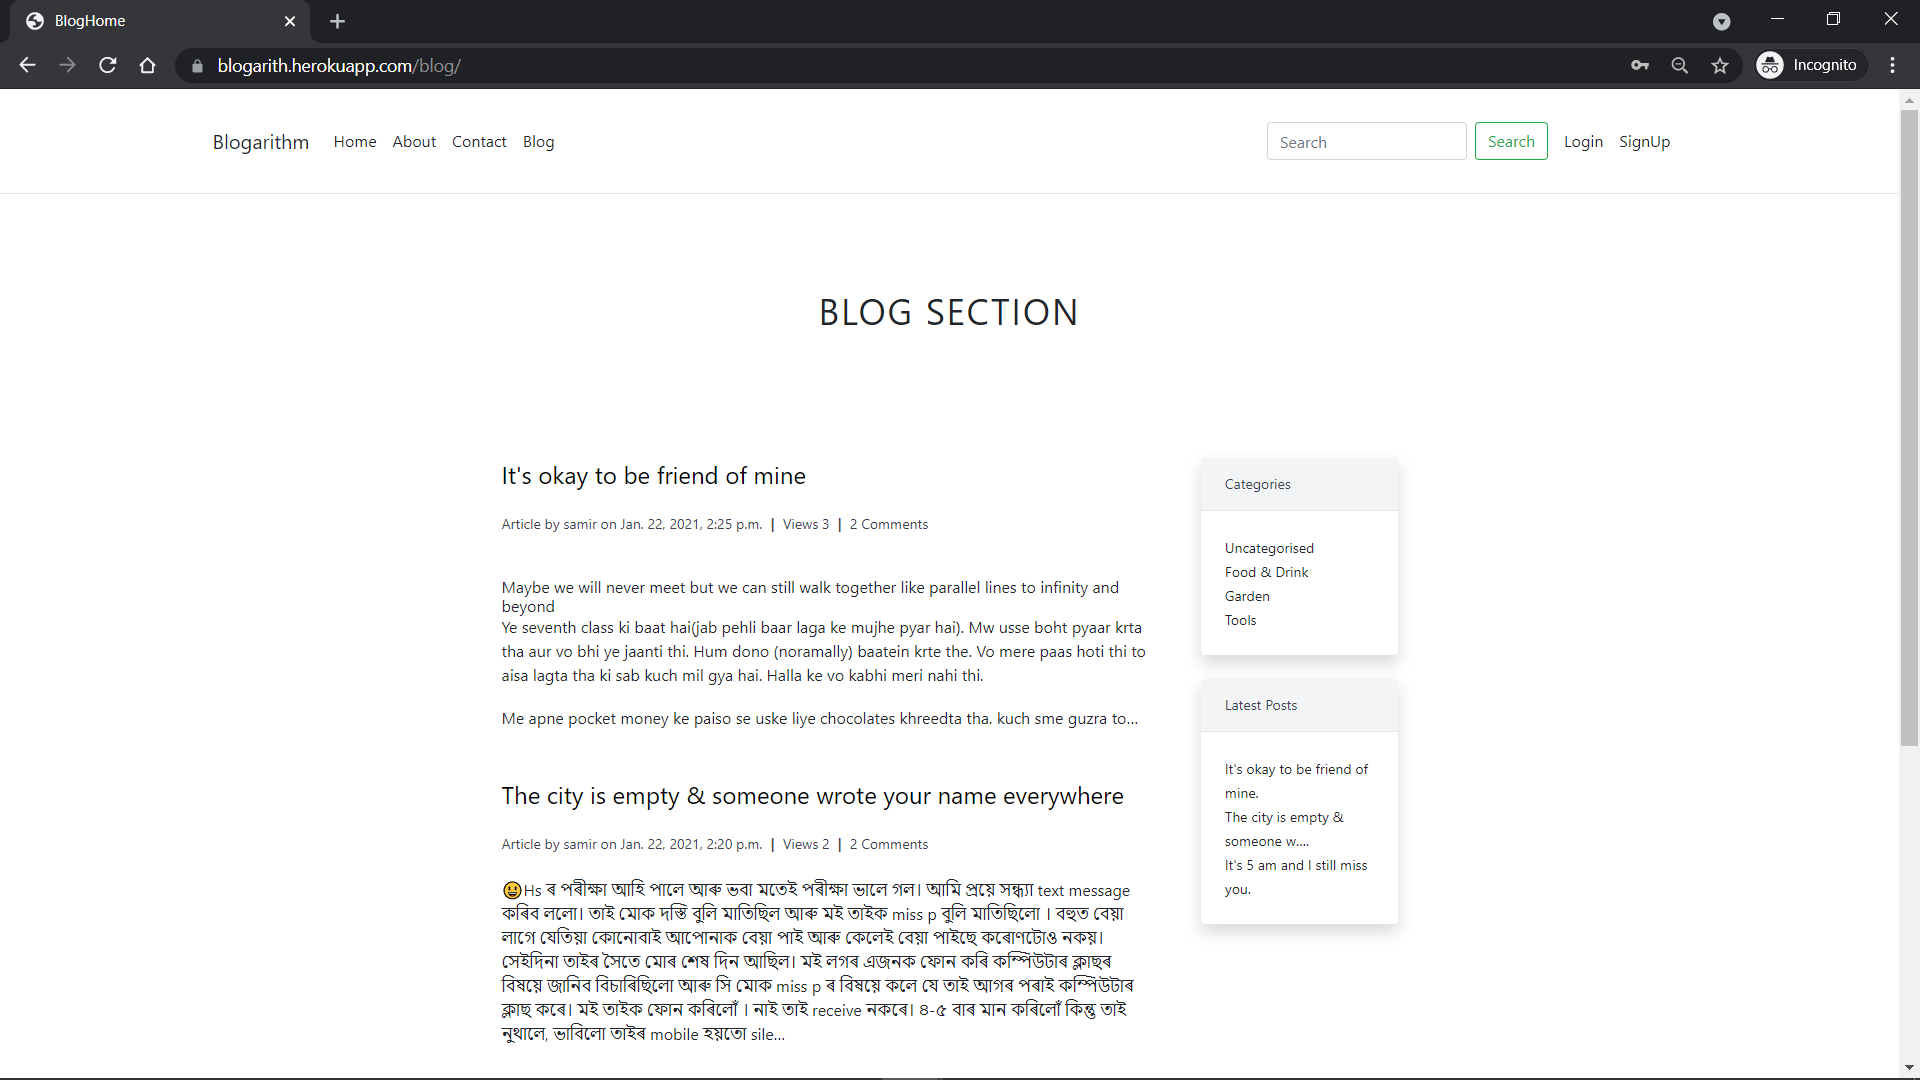 BlogHome
blogarith.herokuapp.com/blog/
Incognito
Blogarithm Home About Contact Blog Search Search Login SignUp
BLOG SECTION
It's okay to be friend of mine
Article by samir on Jan. 22, 2021, 2:25 p.m. | Views 3 | 2 Comments
Maybe we will never meet but we can still walk together like parallel lines to infinity and
beyond
Ye seventh class ki baat hai(jab pehli baar laga ke mujhe pyar hai). Mw usse boht pyaar krta
tha aur vo bhi ye jaanti thi. Hum dono (noramally) baatein krte the. Vo mere paas hoti thi to
aisa lagta tha ki sab kuch mil gya hai. Halla ke vo kabhi meri nahi thi.
Me apne pocket money ke paiso se uske liye chocolates khreedta tha. kuch sme guzra to...
The city is empty & someone wrote your name everywhere
Article by samir on Jan. 22, 2021, 2:20 p.m. | Views 2 | 2 Comments
😃Hs ৰ পৰীক্ষা আহি পালে আৰু ভবা মতেই পৰীক্ষা ভালে গল। আমি প্ৰয়ে সন্ধ্যা text message
কৰিব ললো। তাই মোক দস্তি বুলি মাতিছিল আৰু মই তাইক miss p বুলি মাতিছিলো । বহুত বেয়া
লাগে যেতিয়া কোনোবাই আপোনাক বেয়া পাই আৰু কেলেই বেয়া পাইছে কৰোণটোও নকয়।
সেইদিনা তাইৰ সৈতে মোৰ শেষ দিন আছিল। মই লগৰ এজনক ফোন কৰি কম্পিউটাৰ ক্লাছৰ
বিষয়ে জানিব বিচাৰিছিলো আৰু সি মোক miss p ৰ বিষয়ে কলে যে তাই আগৰ পৰাই কম্পিউটাৰ
ক্লাছ কৰে। মই তাইক ফোন কৰিলোঁ । নাই তাই receive নকৰে। ৪-৫ বাৰ মান কৰিলোঁ কিন্তু তাই
নুথালে, ভাবিলো তাইৰ mobile হয়তো sile...
Categories
Uncategorised
Food & Drink
Garden
Tools
Latest Posts
It's okay to be friend of
mine.
The city is empty &
someone w....
It's 5 am and I still miss
you.